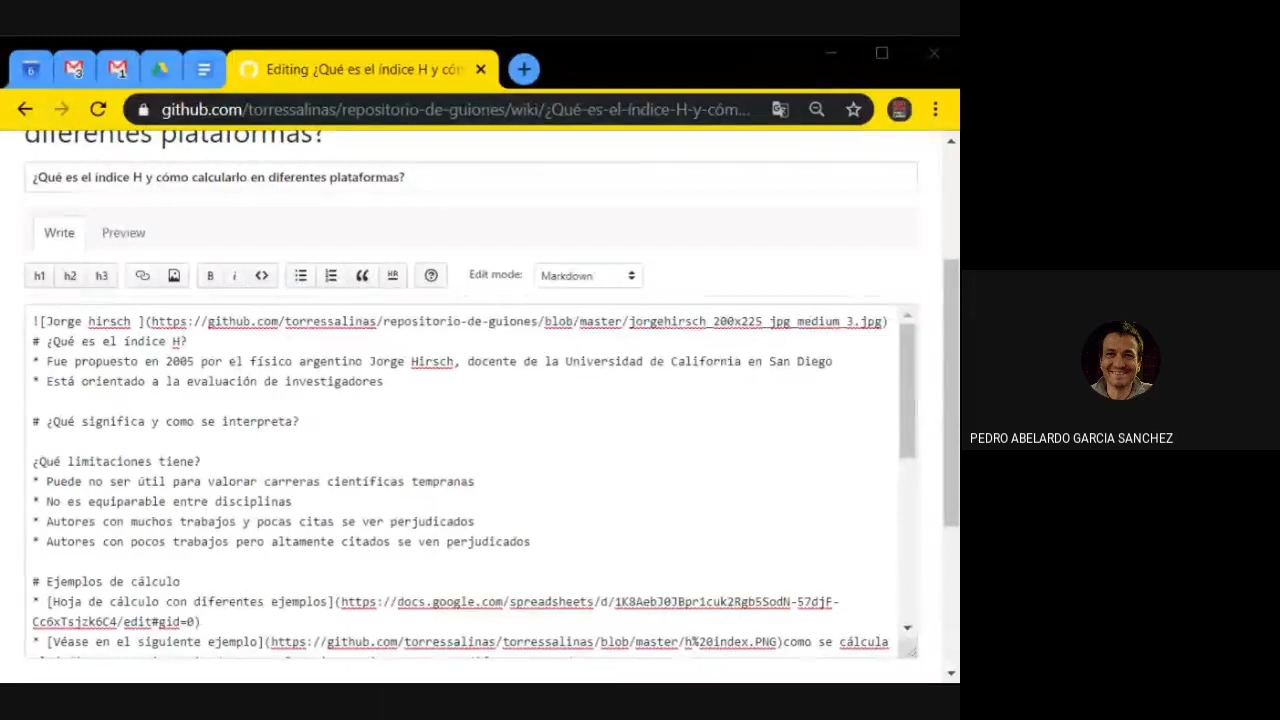 6
3
1
Editing ¿Qué es el índice H y cóm
github.com/torressalinas/repositorio-de-guiones/wiki/¿Qué-es-el-índice-H-y-cóm...
diferentes plataformas?
¿Qué es el índice H y cómo calcularlo en diferentes plataformas?
Write Preview
h1 h2 h3 B i <> HR Edit mode: Markdown
![Jorge hirsch ](https://github.com/torressalinas/repositorio-de-guiones/blob/master/jorgehirsch_200x225_jpg_medium_3.jpg)
# ¿Qué es el índice H?
* Fue propuesto en 2005 por el físico argentino Jorge Hirsch, docente de la Universidad de California en San Diego
* Está orientado a la evaluación de investigadores
# ¿Qué significa y como se interpreta?
¿Qué limitaciones tiene?
* Puede no ser útil para valorar carreras científicas tempranas
* No es equiparable entre disciplinas
* Autores con muchos trabajos y pocas citas se ver perjudicados
* Autores con pocos trabajos pero altamente citados se ven perjudicados
# Ejemplos de cálculo
* [Hoja de cálculo con diferentes ejemplos](https://docs.google.com/spreadsheets/d/1K8AebJ0JBpr1cuk2Rgb5SodN-57djF-
Cc6xTsjzk6C4/edit#gid=0)
* [Véase en el siguiente ejemplo](https://github.com/torressalinas/torressalinas/blob/master/h%20index.PNG)como se cálcula
PEDRO ABELARDO GARCIA SANCHEZ